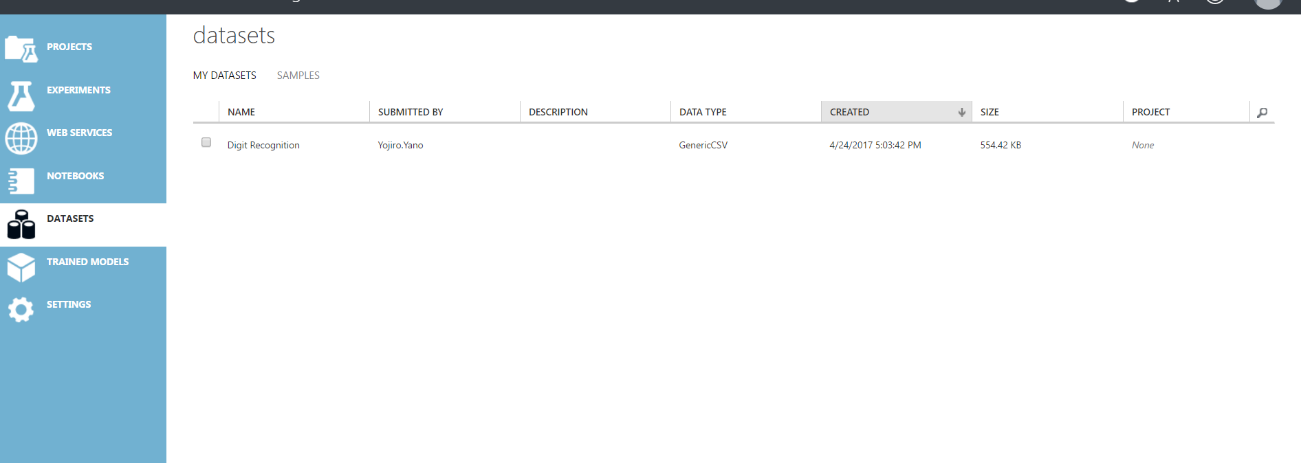 datasets
PROJECTS
MY DATASETS SAMPLES
EXPERIMENTS
NAME SUBMITTED BY DESCRIPTION DATA TYPE CREATED SIZE PROJECT
WEB SERVICES
Digit Recognition Yojiro.Yano GenericCSV 4/24/2017 5:03:42 PM 554.42 KB None
NOTEBOOKS
DATASETS
TRAINED MODELS
SETTINGS